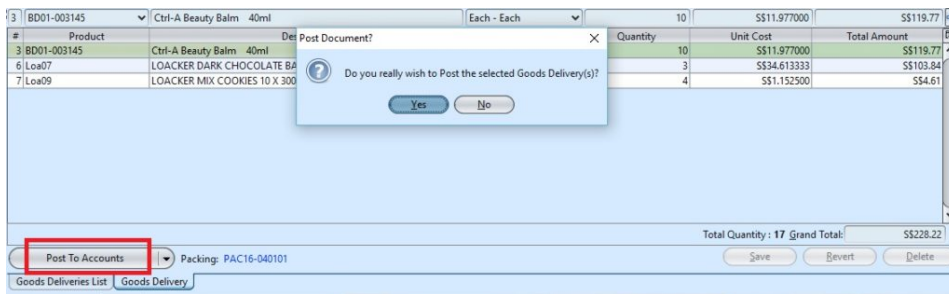 3 BD01-003145 Ctrl-A Beauty Balm 40ml Each - Each 10 S$11.977000 S$119.77
# Product Des Quantity Unit Cost Total Amount
Post Document?
3 BD01-003145 Ctrl-A Beauty Balm 40ml 10 S$11.977000 S$119.77
6 Loa07 LOACKER DARK CHOCOLATE BA 3 S$34.613333 S$103.84
7 Loa09 LOACKER MIX COOKIES 10 X 300 4 S$1.152500 S$4.61
Do you really wish to Post the selected Goods Delivery(s)?
Yes No
Total Quantity : 17 Grand Total: S$228.22
Post To Accounts Packing: PAC16-040101 Save Revert Delete
Goods Deliveries List Goods Delivery